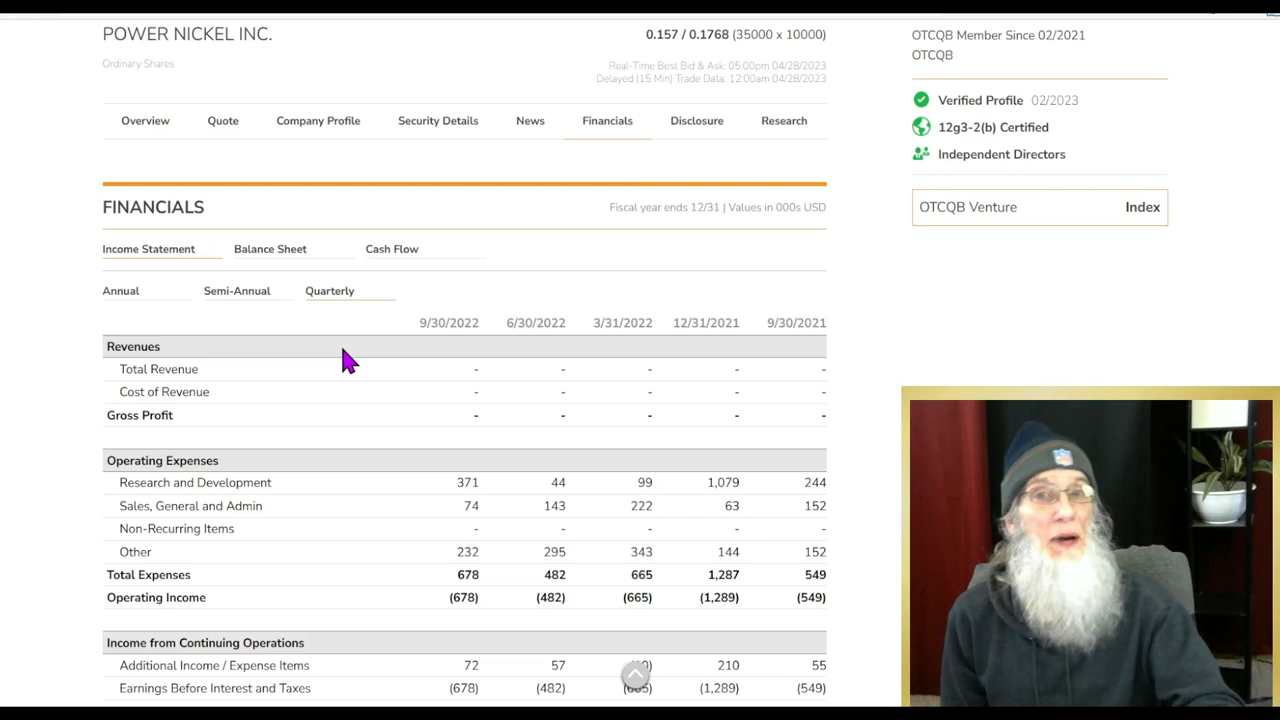 POWER NICKEL INC.
0.157 / 0.1768 (35000 x 10000)
Ordinary Shares
Real-Time Best Bid & Ask: 05:00pm 04/28/2023
Delayed (15 Min) Trade Data: 12:00am 04/28/2023
Overview Quote Company Profile Security Details News Financials Disclosure Research
OTCQB Member Since 02/2021
OTCQB
Verified Profile 02/2023
12g3-2(b) Certified
Independent Directors
OTCQB Venture Index
FINANCIALS
Fiscal year ends 12/31 | Values in 000s USD
Income Statement Balance Sheet Cash Flow
Annual Semi-Annual Quarterly
9/30/2022 6/30/2022 3/31/2022 12/31/2021 9/30/2021
Revenues
Total Revenue - - - - -
Cost of Revenue - - - - -
Gross Profit - - - - -
Operating Expenses
Research and Development 371 44 99 1,079 244
Sales, General and Admin 74 143 222 63 152
Non-Recurring Items - - - - -
Other 232 295 343 144 152
Total Expenses 678 482 665 1,287 549
Operating Income (678) (482) (665) (1,289) (549)
Income from Continuing Operations
Additional Income / Expense Items 72 57 210 55
Earnings Before Interest and Taxes (678) (482) (1,289) (549)